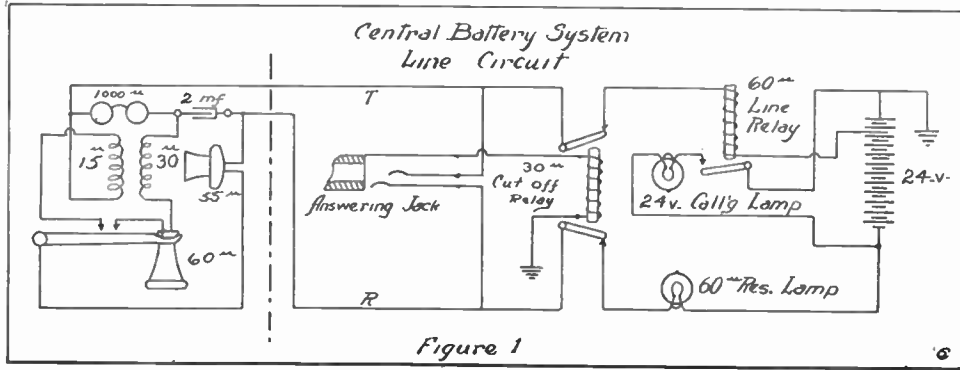 Central Battery System
Line Circuit
1000 ω
2 mf
T
60 ω
Line
Relay
15 ω
30 ω
55 ω
30 ω
Cut Off
Relay
Answering Jack
24v. Call'g Lamp
24-v-
60 ω
R
60 ω Res. Lamp
Figure 1
6